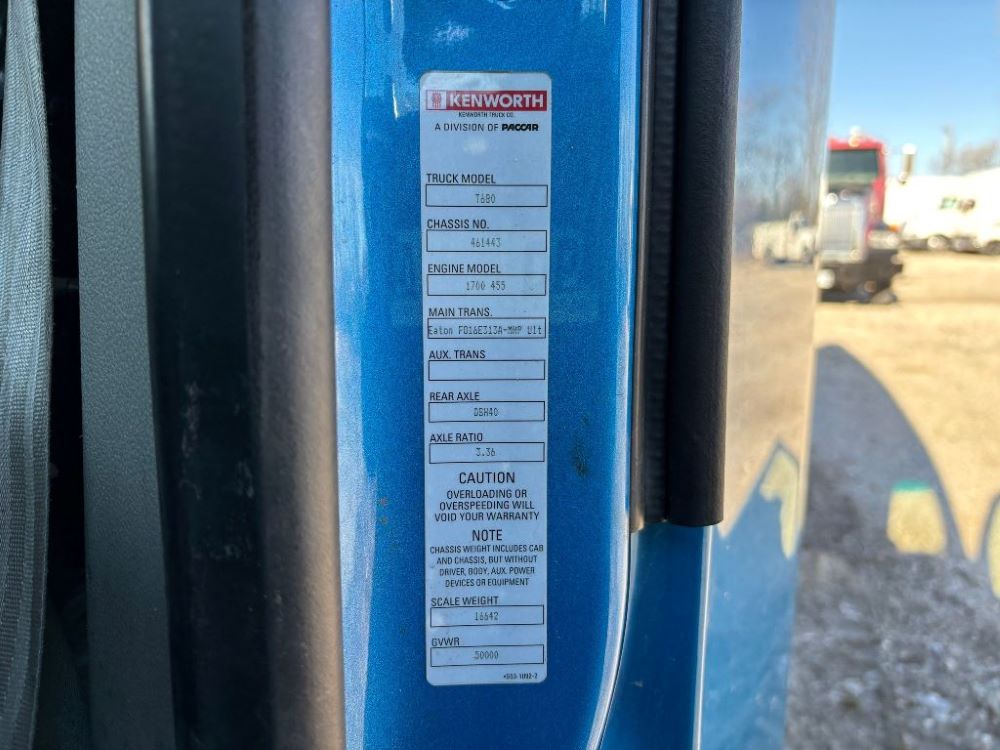 KENWORTH
KENWORTH TRUCK CO.
A DIVISION OF PACCAR
TRUCK MODEL
T680
CHASSIS NO.
461443
ENGINE MODEL
1700 455
MAIN TRANS.
Eaton FO16E313A-MHP Ult
AUX. TRANS
REAR AXLE
DSH40
AXLE RATIO
3.36
CAUTION
OVERLOADING OR
OVERSPEEDING WILL
VOID YOUR WARRANTY
NOTE
CHASSIS WEIGHT INCLUDES CAB
AND CHASSIS, BUT WITHOUT
DRIVER, BODY, AUX. POWER
DEVICES OR EQUIPMENT
SCALE WEIGHT
16642
GVWR
50000